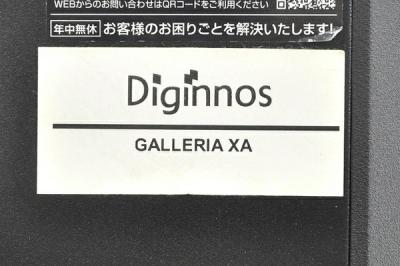 WEBからのお問い合わせはQRコードをご利用ください
年中無休 お客様のお困りごとを解決いたします!
Diginnos
GALLERIA XA